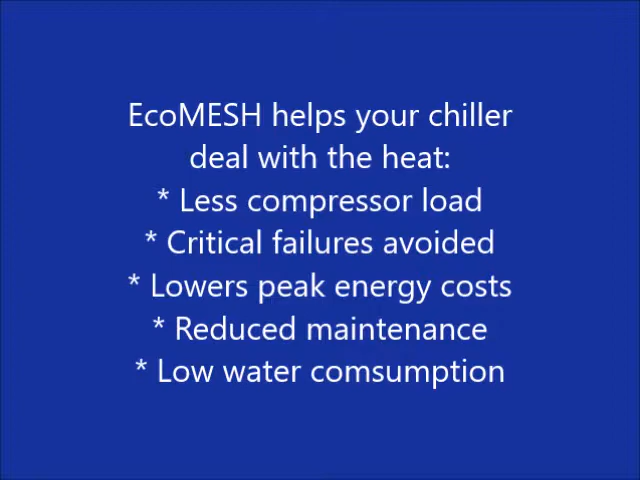 EcoMESH helps your chiller
deal with the heat:
* Less compressor load
* Critical failures avoided
* Lowers peak energy costs
* Reduced maintenance
* Low water comsumption